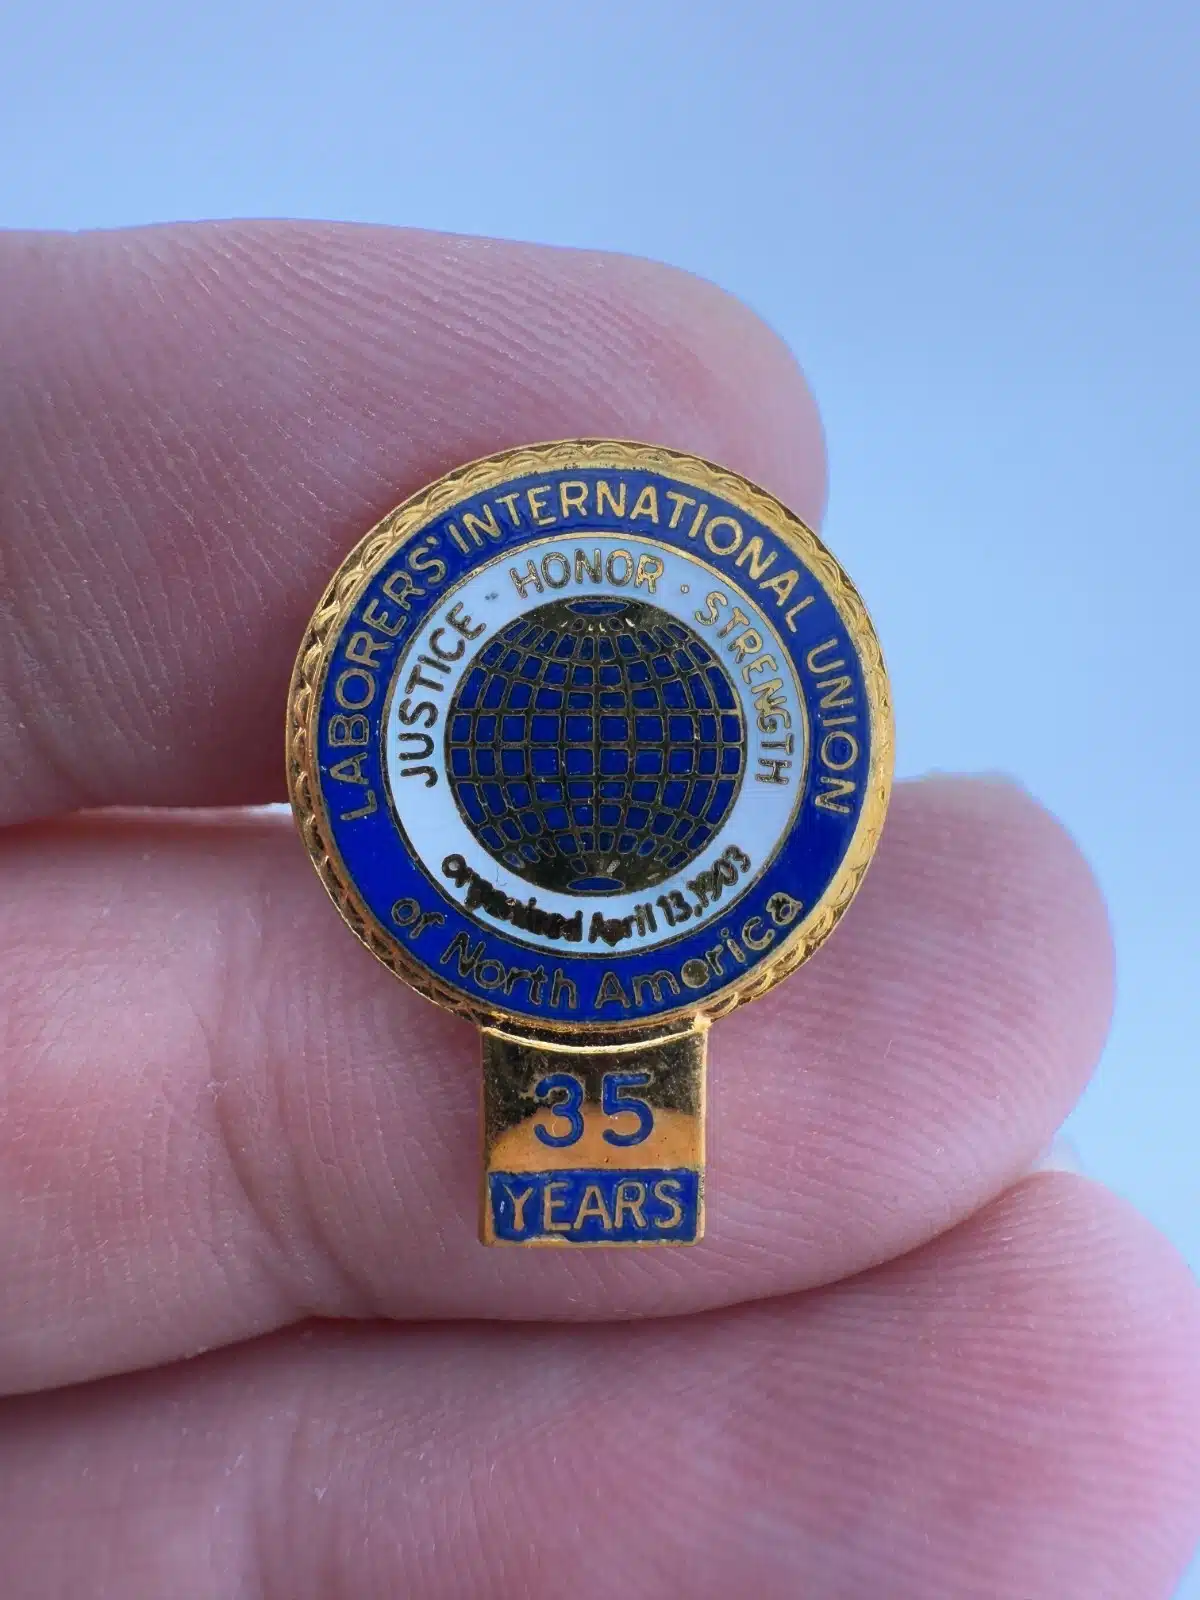 LABORERS' INTERNATIONAL UNION
of North America
JUSTICE · HONOR · STRENGTH
organized April 13, 1903
35
YEARS